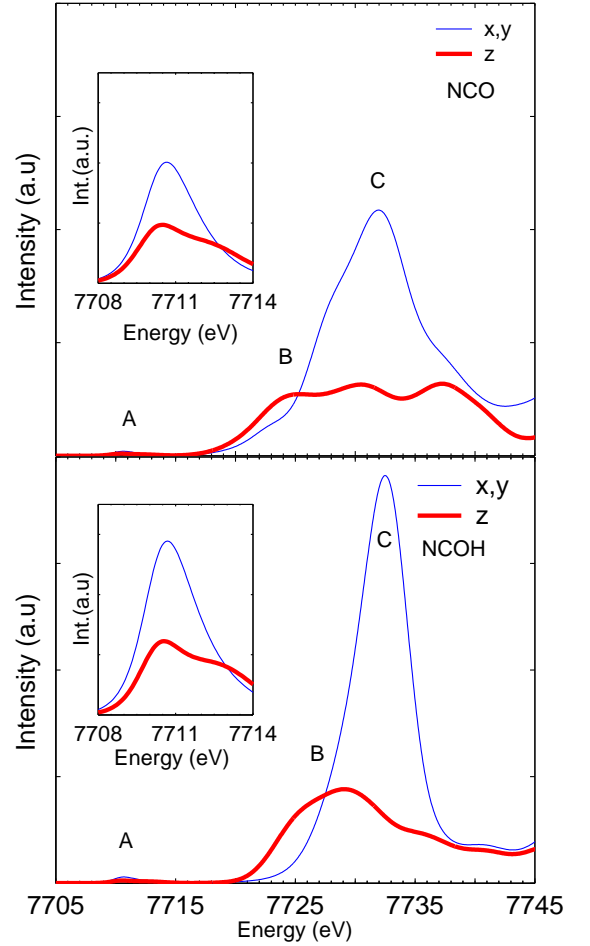 x,y
z
NCO
Intensity (a.u)
Int.(a.u.)
7708 7711 7714
Energy (eV)
A
B
C
x,y
z
NCOH
Intensity (a.u)
Int.(a.u)
7708 7711 7714
Energy (eV)
A
B
C
7705 7715 7725 7735 7745
Energy (eV)